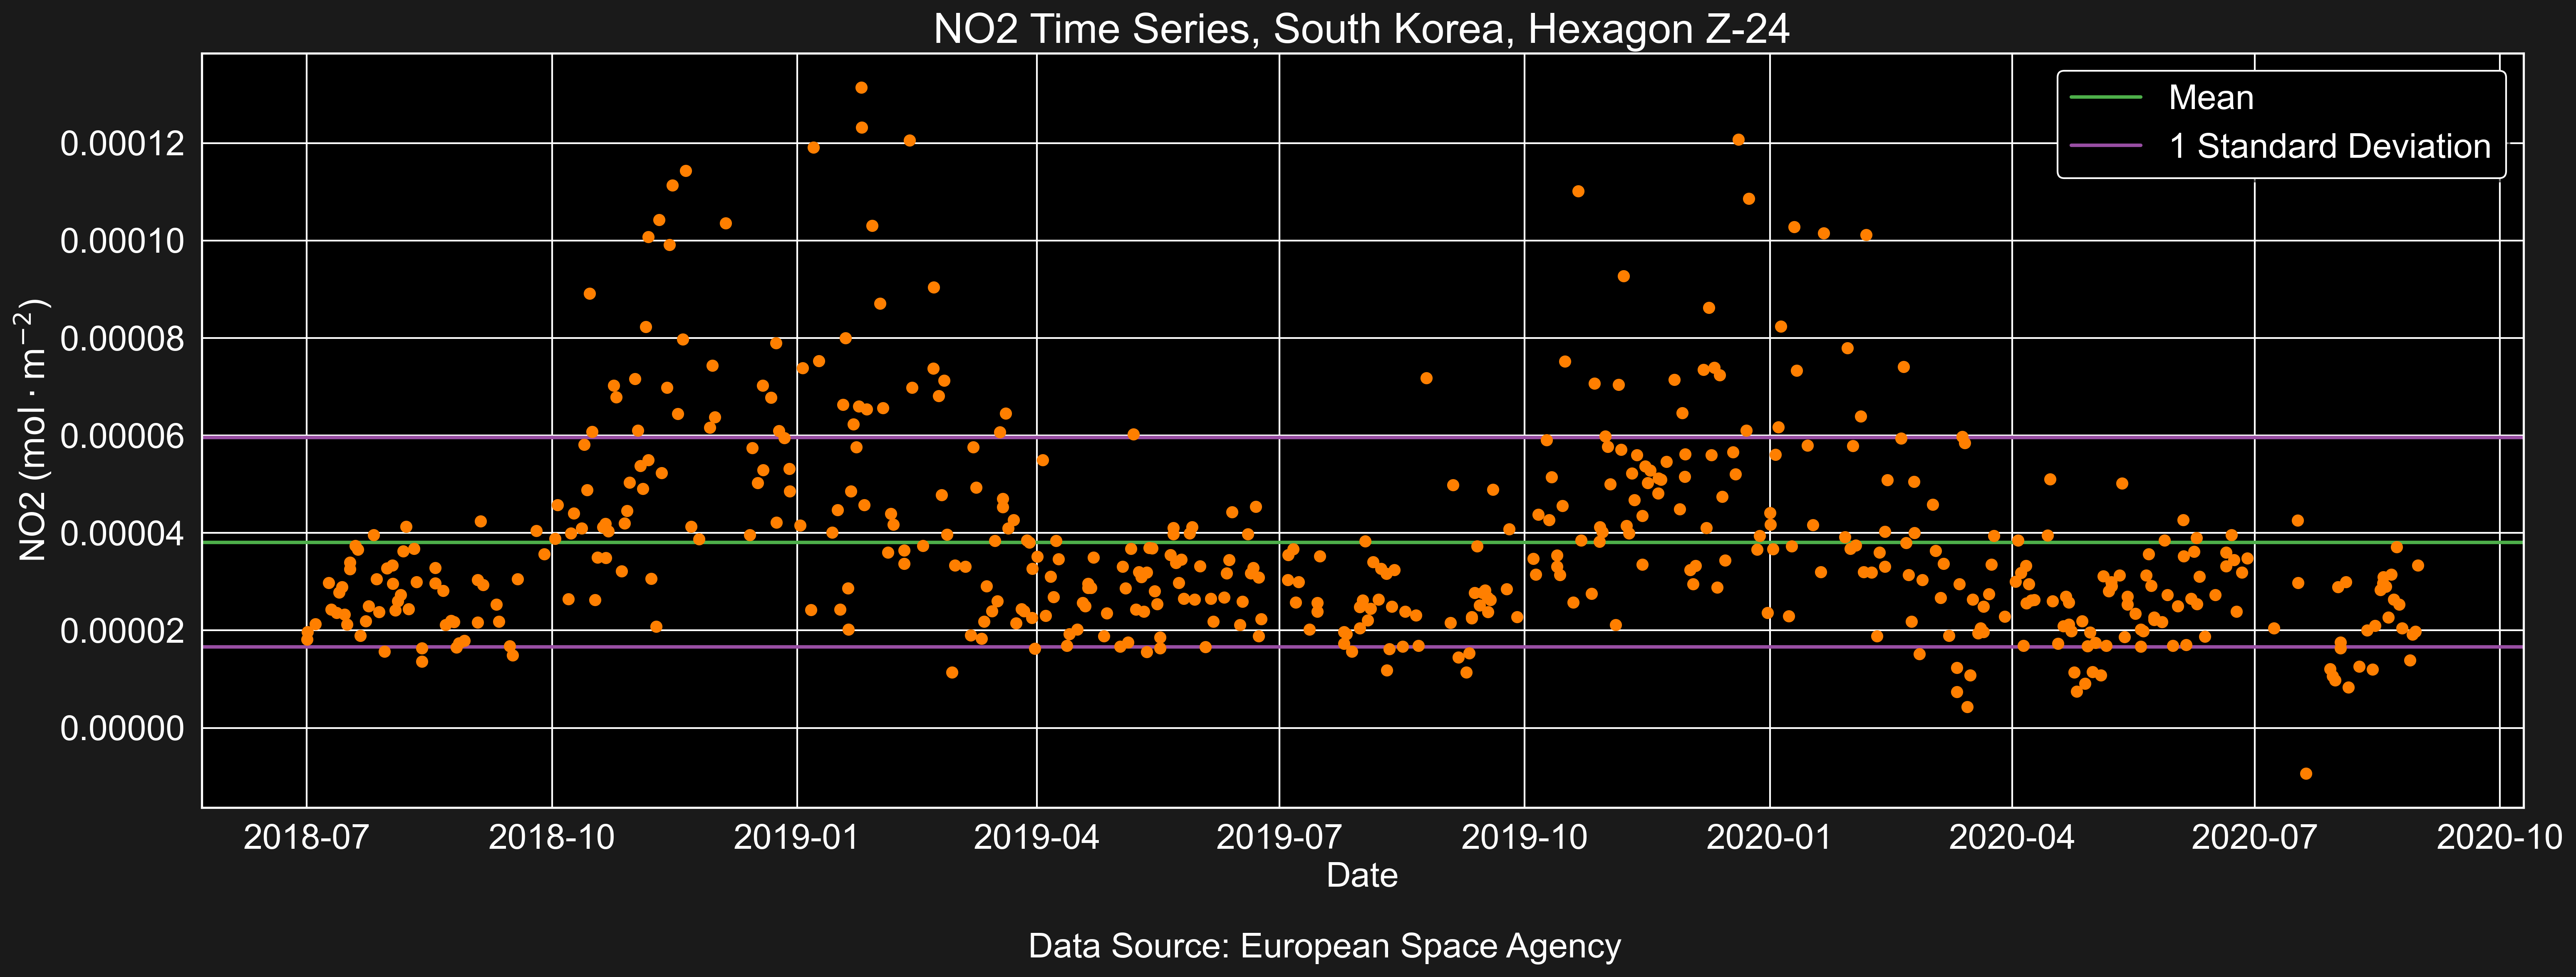 NO2 Time Series, South Korea, Hexagon Z-24
Mean
1 Standard Deviation
NO2 (mol · m⁻²)
0.00012
0.00010
0.00008
0.00006
0.00004
0.00002
0.00000
2018-07 2018-10 2019-01 2019-04 2019-07 2019-10 2020-01 2020-04 2020-07 2020-10
Date
Data Source: European Space Agency